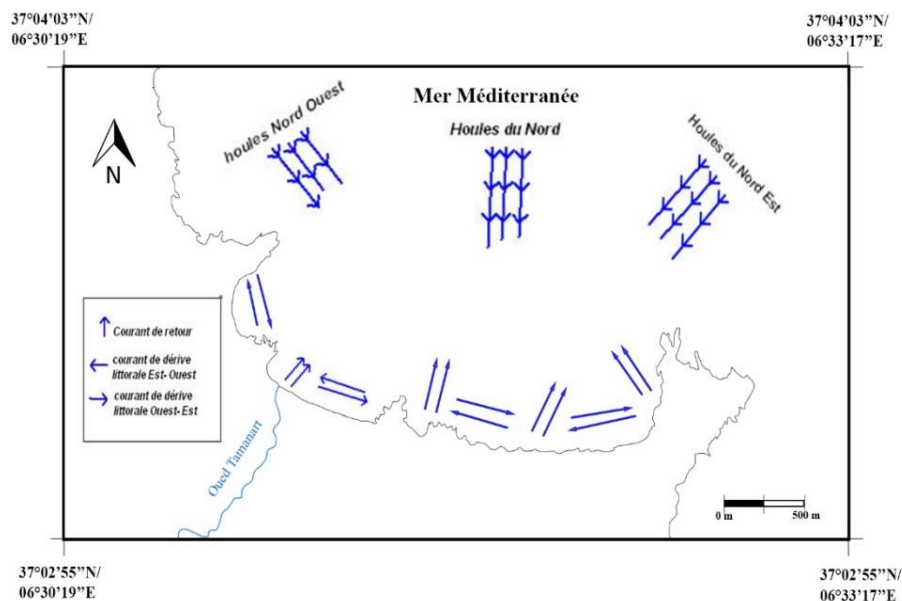 37°04’03’’N/
06°30’19’’E
37°04’03’’N/
06°33’17’’E
Mer Méditerranée
houles Nord Ouest
Houles du Nord
Houles du Nord Est
N
Courant de retour
courant de dérive
littorale Est- Ouest
courant de dérive
littorale Ouest- Est
Oued Tamanart
0 m 500 m
37°02’55’’N/
06°30’19’’E
37°02’55’’N/
06°33’17’’E